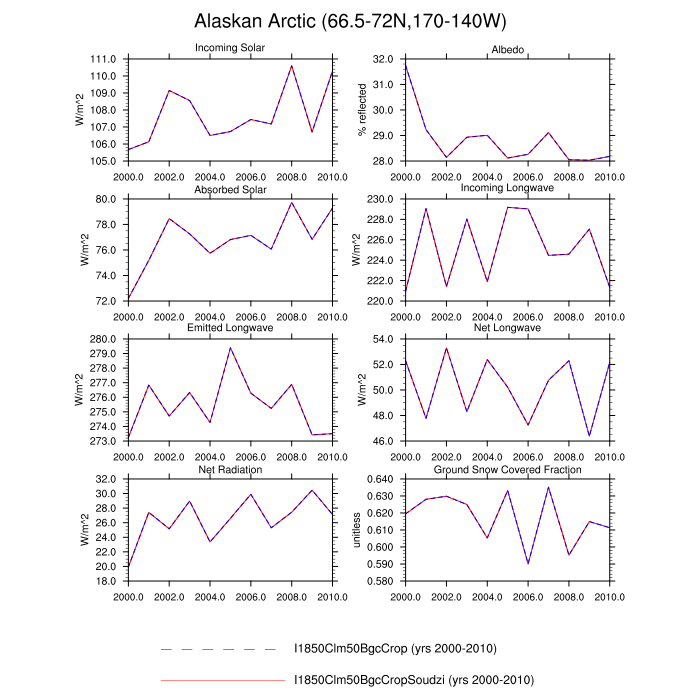 Alaskan Arctic (66.5-72N,170-140W)
Incoming Solar
W/m^2
111.0
110.0
109.0
108.0
107.0
106.0
105.0
2000.0 2002.0 2004.0 2006.0 2008.0 2010.0
Albedo
% reflected
32.0
31.0
30.0
29.0
28.0
2000.0 2002.0 2004.0 2006.0 2008.0 2010.0
Absorbed Solar
W/m^2
80.0
78.0
76.0
74.0
72.0
2000.0 2002.0 2004.0 2006.0 2008.0 2010.0
Incoming Longwave
W/m^2
230.0
228.0
226.0
224.0
222.0
220.0
2000.0 2002.0 2004.0 2006.0 2008.0 2010.0
Emitted Longwave
W/m^2
280.0
279.0
278.0
277.0
276.0
275.0
274.0
273.0
2000.0 2002.0 2004.0 2006.0 2008.0 2010.0
Net Longwave
W/m^2
54.0
52.0
50.0
48.0
46.0
2000.0 2002.0 2004.0 2006.0 2008.0 2010.0
Net Radiation
W/m^2
32.0
30.0
28.0
26.0
24.0
22.0
20.0
18.0
2000.0 2002.0 2004.0 2006.0 2008.0 2010.0
Ground Snow Covered Fraction
unitless
0.640
0.630
0.620
0.610
0.600
0.590
0.580
2000.0 2002.0 2004.0 2006.0 2008.0 2010.0
I1850Clm50BgcCrop (yrs 2000-2010)
I1850Clm50BgcCropSoudzi (yrs 2000-2010)